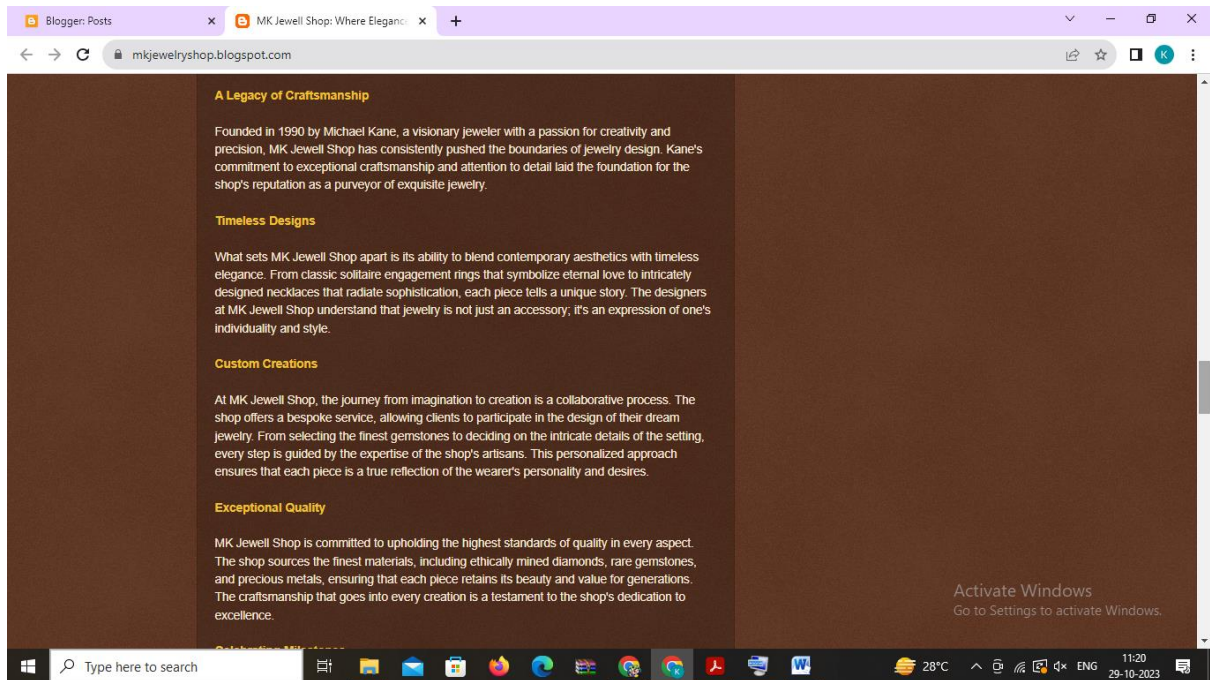 Blogger: Posts
MK Jewell Shop: Where Eleganc
mkjewelryshop.blogspot.com
K
A Legacy of Craftsmanship
Founded in 1990 by Michael Kane, a visionary jeweler with a passion for creativity and
precision, MK Jewell Shop has consistently pushed the boundaries of jewelry design. Kane's
commitment to exceptional craftsmanship and attention to detail laid the foundation for the
shop's reputation as a purveyor of exquisite jewelry.
Timeless Designs
What sets MK Jewell Shop apart is its ability to blend contemporary aesthetics with timeless
elegance. From classic solitaire engagement rings that symbolize eternal love to intricately
designed necklaces that radiate sophistication, each piece tells a unique story. The designers
at MK Jewell Shop understand that jewelry is not just an accessory; it's an expression of one's
individuality and style.
Custom Creations
At MK Jewell Shop, the journey from imagination to creation is a collaborative process. The
shop offers a bespoke service, allowing clients to participate in the design of their dream
jewelry. From selecting the finest gemstones to deciding on the intricate details of the setting,
every step is guided by the expertise of the shop's artisans. This personalized approach
ensures that each piece is a true reflection of the wearer's personality and desires.
Exceptional Quality
MK Jewell Shop is committed to upholding the highest standards of quality in every aspect.
The shop sources the finest materials, including ethically mined diamonds, rare gemstones,
and precious metals, ensuring that each piece retains its beauty and value for generations.
The craftsmanship that goes into every creation is a testament to the shop's dedication to
excellence.
Activate Windows
Go to Settings to activate Windows.
Type here to search
28°C
ENG
11:20
29-10-2023